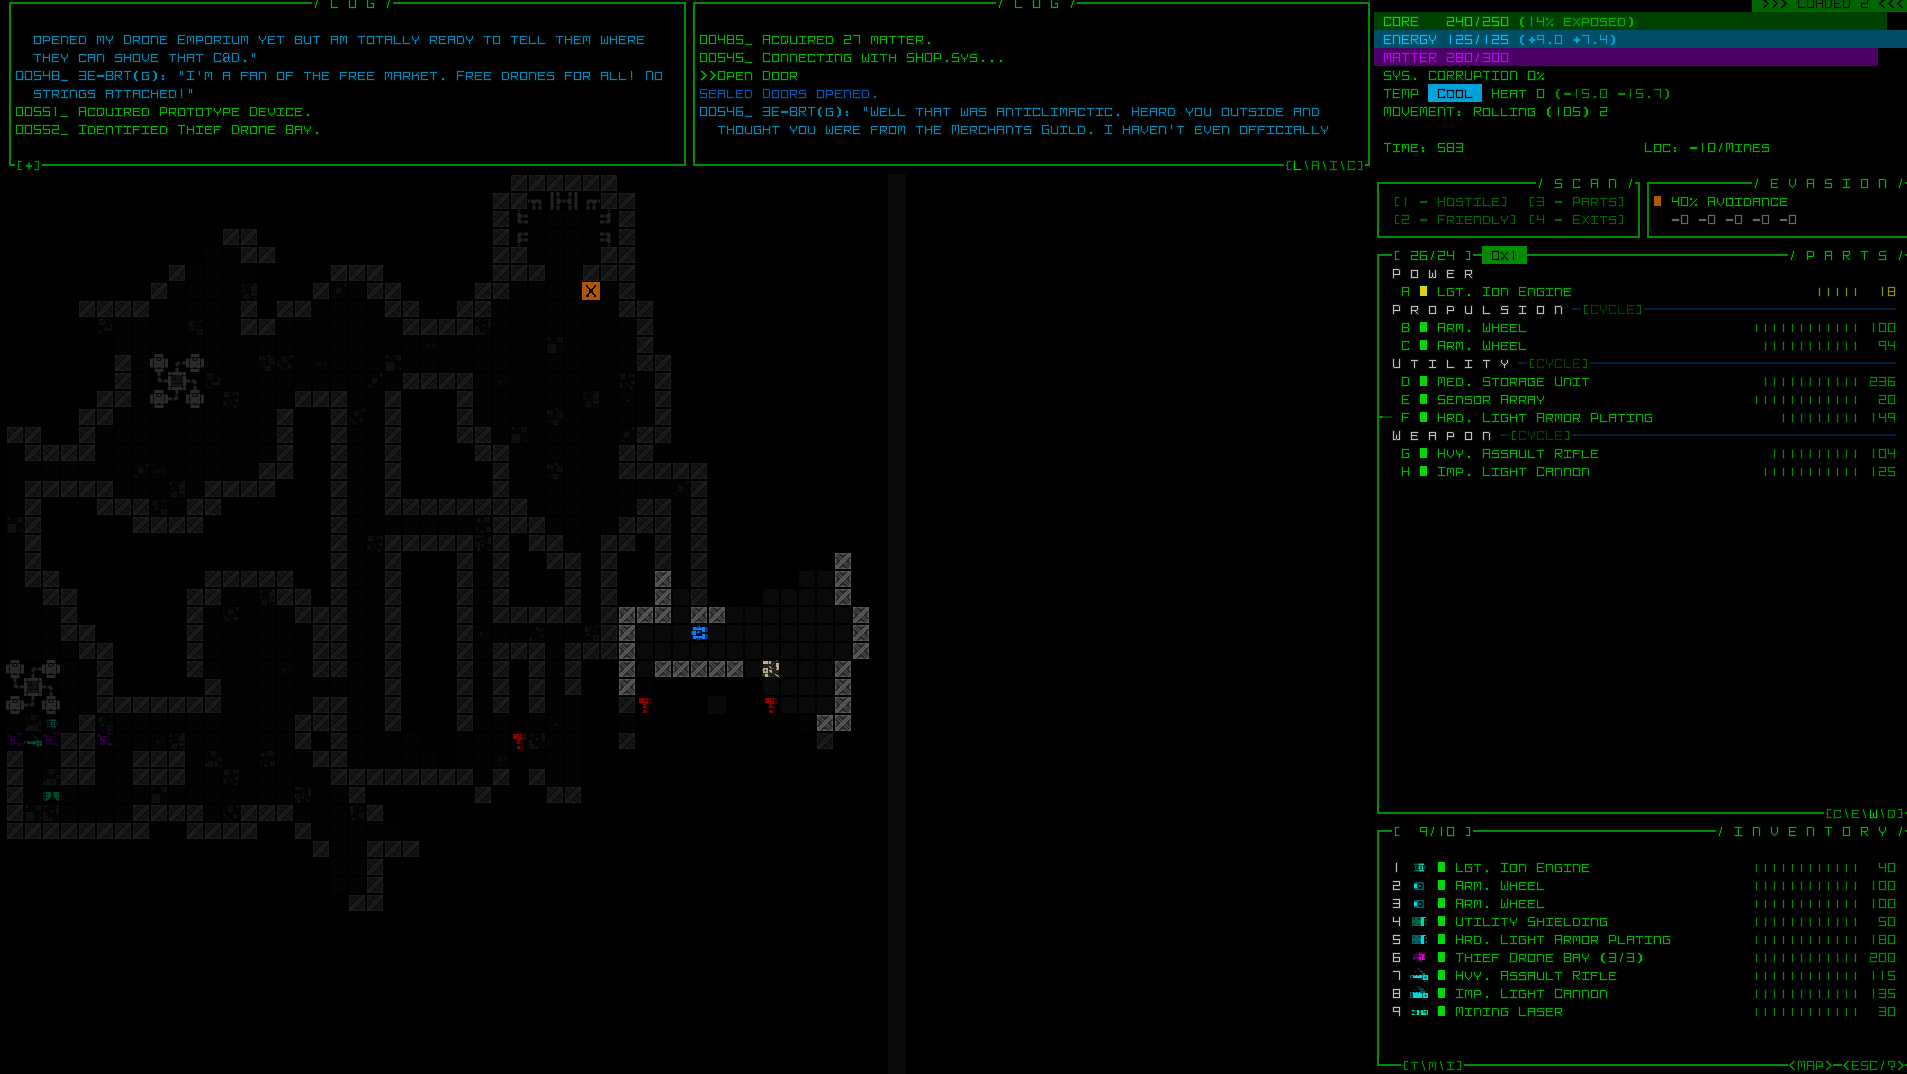 / L O G /
OPENED MY DRONE EMPORIUM YET BUT AM TOTALLY READY TO TELL THEM WHERE
THEY CAN SHOVE THAT C@D."
00548_ 3E-BRT(G): "I'M A FAN OF THE FREE MARKET. FREE DRONES FOR ALL! NO
STRINGS ATTACHED!"
00551_ ACQUIRED PROTOTYPE DEVICE.
00552_ IDENTIFIED THIEF DRONE BAY.
[+]
/ L O G /
00485_ ACQUIRED 27 MATTER.
00545_ CONNECTING WITH SHOP.SYS...
>>OPEN DOOR
SEALED DOORS OPENED.
00546_ 3E-BRT(G): "WELL THAT WAS ANTICLIMACTIC. HEARD YOU OUTSIDE AND
THOUGHT YOU WERE FROM THE MERCHANTS GUILD. I HAVEN'T EVEN OFFICIALLY
[L\A\I\C]
X
>>> LOADED 2 <<<
CORE 240/250 (14% EXPOSED)
ENERGY 125/125 (+9.0 +7.4)
MATTER 280/300
SYS. CORRUPTION 0%
TEMP COOL HEAT 0 (-15.0 -15.7)
MOVEMENT: ROLLING (105) 2
TIME: 583 LOC: -10/MINES
/ S C A N /
[1 - HOSTILE] [3 - PARTS]
[2 - FRIENDLY] [4 - EXITS]
/ E V A S I O N /
40% AVOIDANCE
-0 -0 -0 -0 -0
[ 26/24 ] 0X1 / P A R T S /
P O W E R
A LGT. ION ENGINE 18
P R O P U L S I O N [CYCLE]
B ARM. WHEEL 100
C ARM. WHEEL 94
U T I L I T Y [CYCLE]
D MED. STORAGE UNIT 236
E SENSOR ARRAY 20
F HRD. LIGHT ARMOR PLATING 149
W E A P O N [CYCLE]
G HVY. ASSAULT RIFLE 104
H IMP. LIGHT CANNON 125
[C\E\W\Q]
[ 9/10 ] / I N V E N T O R Y /
1 LGT. ION ENGINE 40
2 ARM. WHEEL 100
3 ARM. WHEEL 100
4 UTILITY SHIELDING 50
5 HRD. LIGHT ARMOR PLATING 180
6 THIEF DRONE BAY (3/3) 200
7 HVY. ASSAULT RIFLE 115
8 IMP. LIGHT CANNON 135
9 MINING LASER 30
[T\M\I] <MAP> <ESC/?>